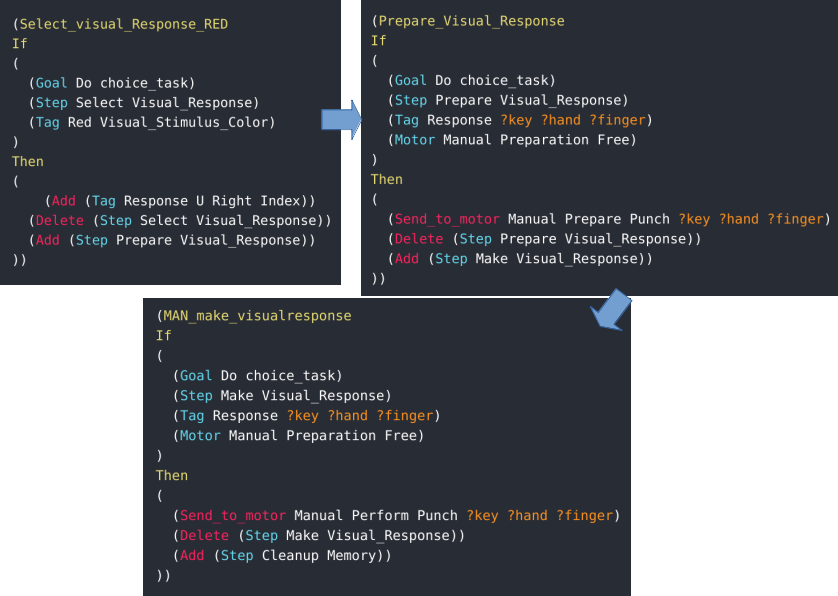 (Select_visual_Response_RED
If
(
(Goal Do choice_task)
(Step Select Visual_Response)
(Tag Red Visual_Stimulus_Color)
)
Then
(
(Add (Tag Response U Right Index))
(Delete (Step Select Visual_Response))
(Add (Step Prepare Visual_Response))
))
(Prepare_Visual_Response
If
(
(Goal Do choice_task)
(Step Prepare Visual_Response)
(Tag Response ?key ?hand ?finger)
(Motor Manual Preparation Free)
)
Then
(
(Send_to_motor Manual Prepare Punch ?key ?hand ?finger)
(Delete (Step Prepare Visual_Response))
(Add (Step Make Visual_Response))
))
(MAN_make_visualresponse
If
(
(Goal Do choice_task)
(Step Make Visual_Response)
(Tag Response ?key ?hand ?finger)
(Motor Manual Preparation Free)
)
Then
(
(Send_to_motor Manual Perform Punch ?key ?hand ?finger)
(Delete (Step Make Visual_Response))
(Add (Step Cleanup Memory))
))